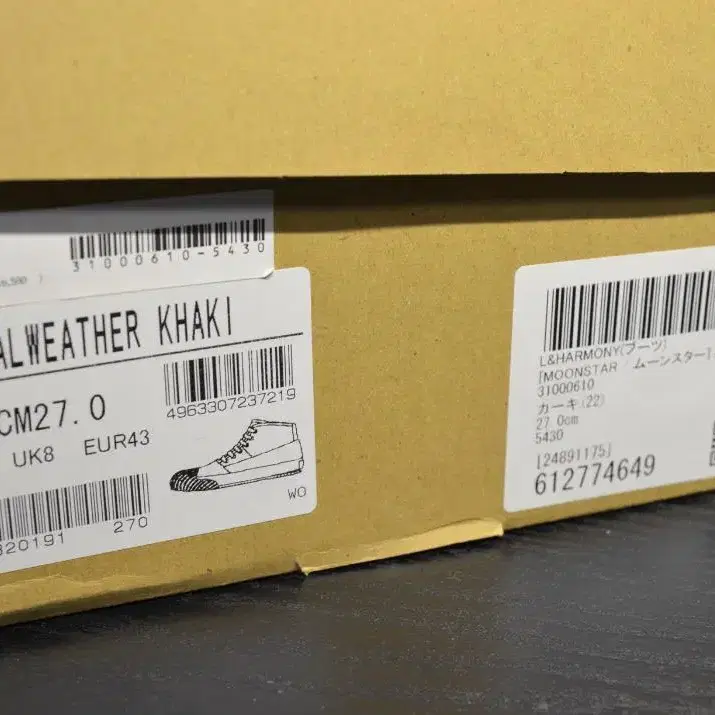 31000610-5430
ALWEATHER KHAKI
CM27.0
4963307237219
UK8 EUR43
WO
320191 270
L&HARMONY(ブーツ)
[MOONSTAR ムーンスター]
31000610
カーキ(22)
27.0cm
5430
[24891175]
612774649